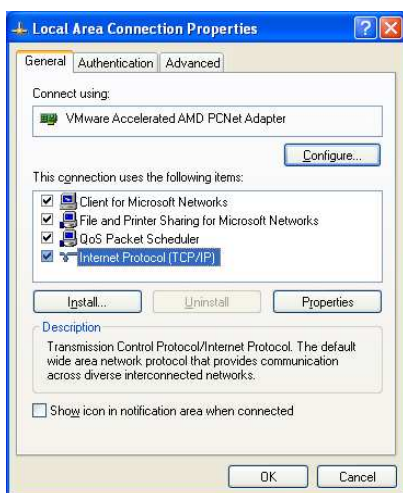 Local Area Connection Properties
General Authentication Advanced
Connect using:
VMware Accelerated AMD PCNet Adapter
Configure...
This connection uses the following items:
Client for Microsoft Networks
File and Printer Sharing for Microsoft Networks
QoS Packet Scheduler
Internet Protocol (TCP/IP)
Install... Uninstall Properties
Description
Transmission Control Protocol/Internet Protocol. The default
wide area network protocol that provides communication
across diverse interconnected networks.
Show icon in notification area when connected
OK Cancel